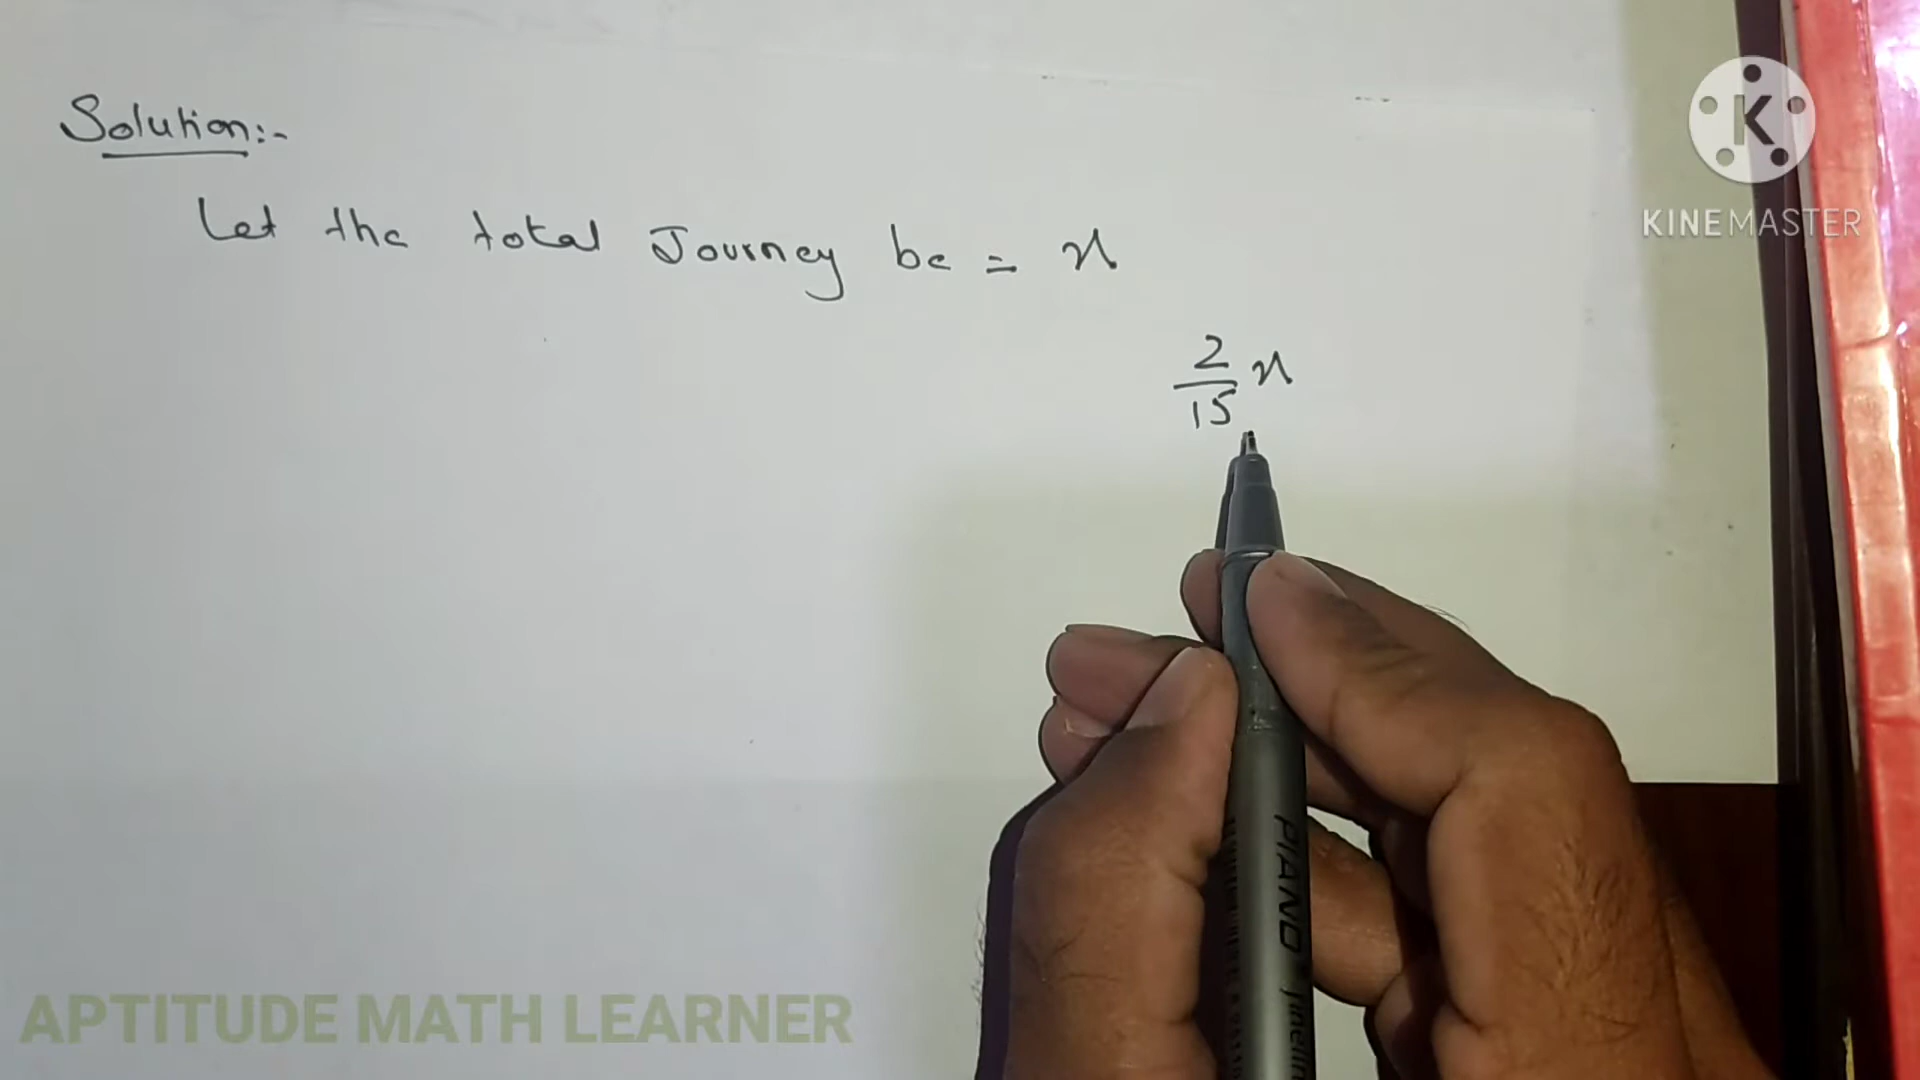 Solution:-
Let the total Journey be = x
2/15 x
K
KINEMASTER
PIANO
APTITUDE MATH LEARNER